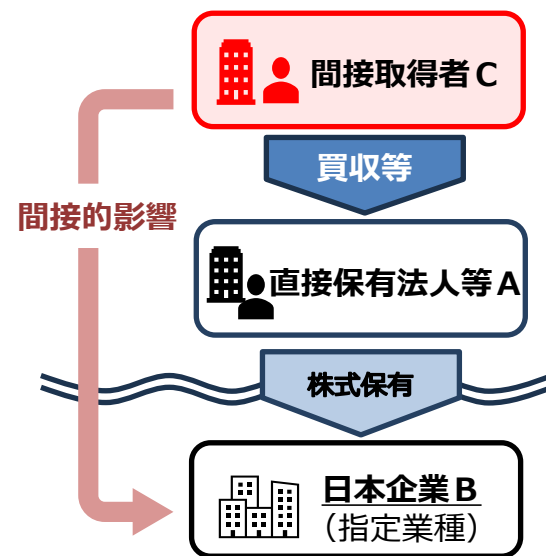 間接取得者Ｃ
買収等
間接的影響
直接保有法人等Ａ
株式保有
日本企業Ｂ
（指定業種）